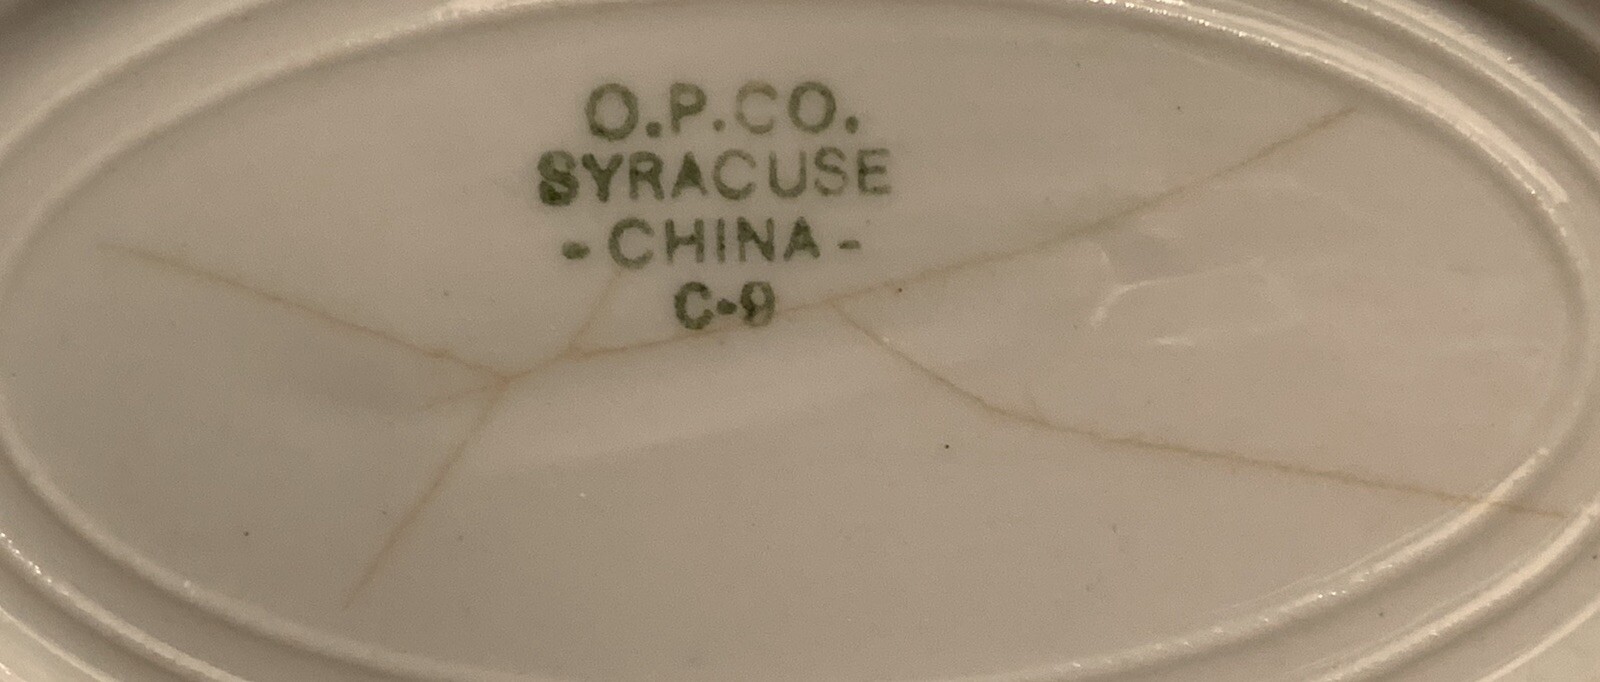 O.P.CO.
SYRACUSE
- CHINA -
C-9